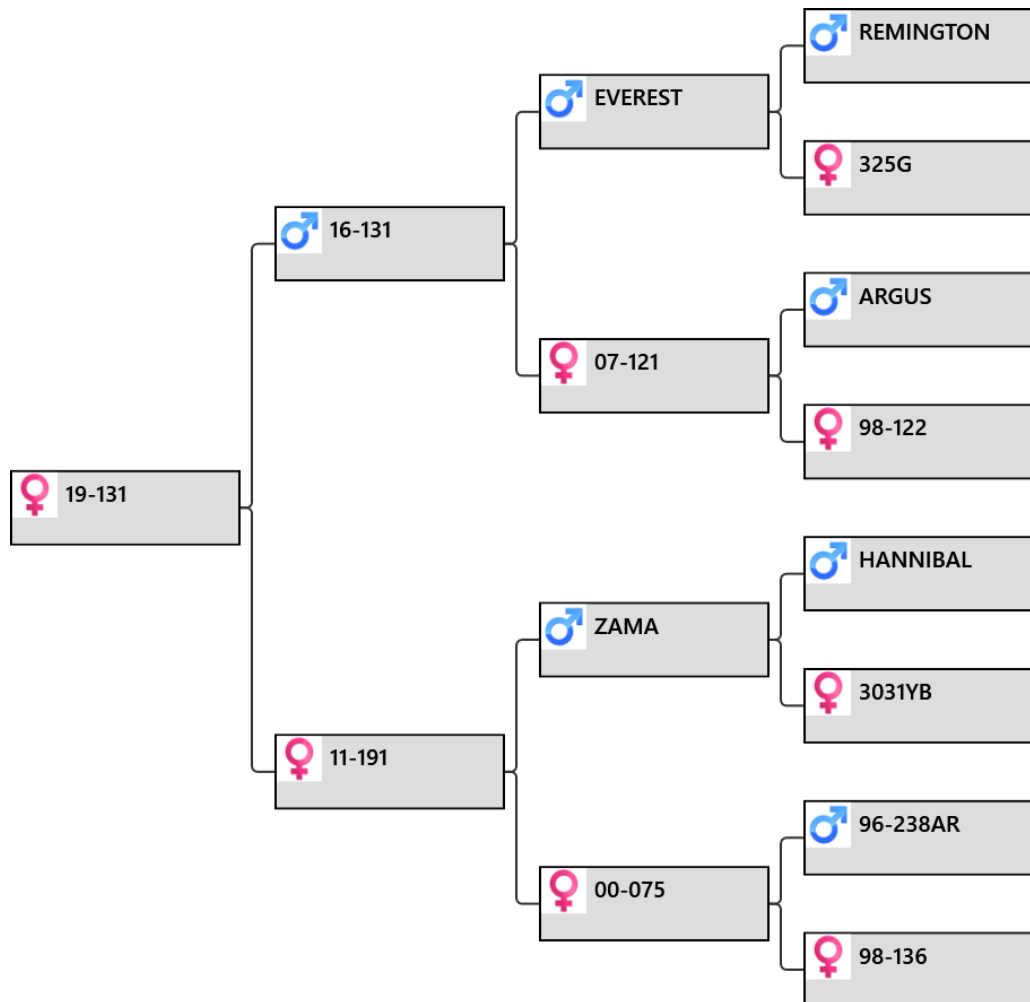 REMINGTON
EVEREST
325G
16-131
ARGUS
07-121
98-122
19-131
HANNIBAL
ZAMA
3031YB
11-191
96-238AR
00-075
98-136